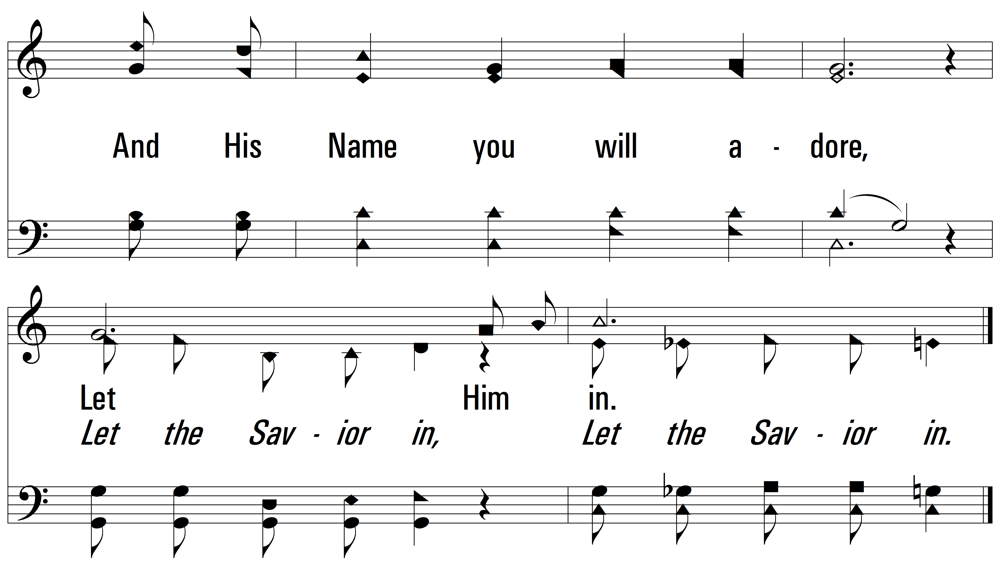 And His Name you will a - dore,
Let Him in.
Let the Sav - ior in, Let the Sav - ior in.